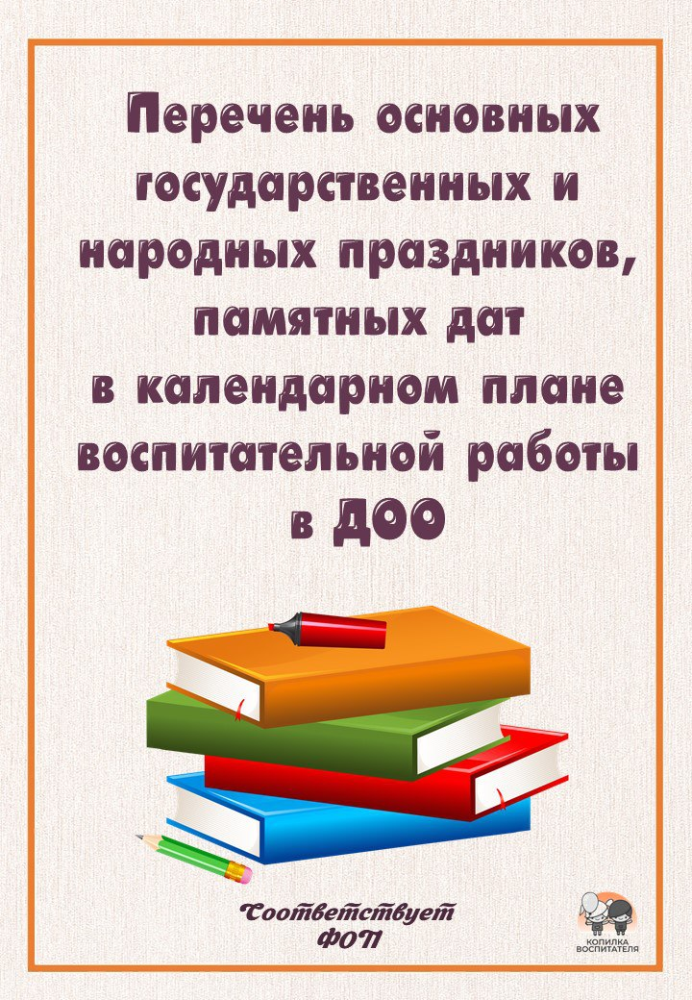 Перечень основных
государственных и
народных праздников,
памятных дат
в календарном плане
воспитательной работы
в ДОО
Соответствует
ФОП
КОПИЛКА
ВОСПИТАТЕЛЯ